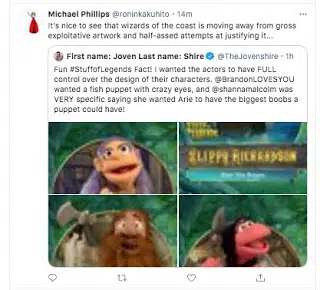 Michael Phillips @roninkakuhito · 14m
It's nice to see that wizards of the coast is moving away from gross
exploitative artwork and half-assed attempts at justifying it...
First name: Joven Last name: Shire @TheJovenshire · 1h
Fun #StuffofLegends Fact! I wanted the actors to have FULL
control over the design of their characters. @BrandonLOVESYOU
wanted a fish puppet with crazy eyes, and @shannamalcolm was
VERY specific saying she wanted Arie to have the biggest boobs a
puppet could have!
SLIPPY RICHARDSON